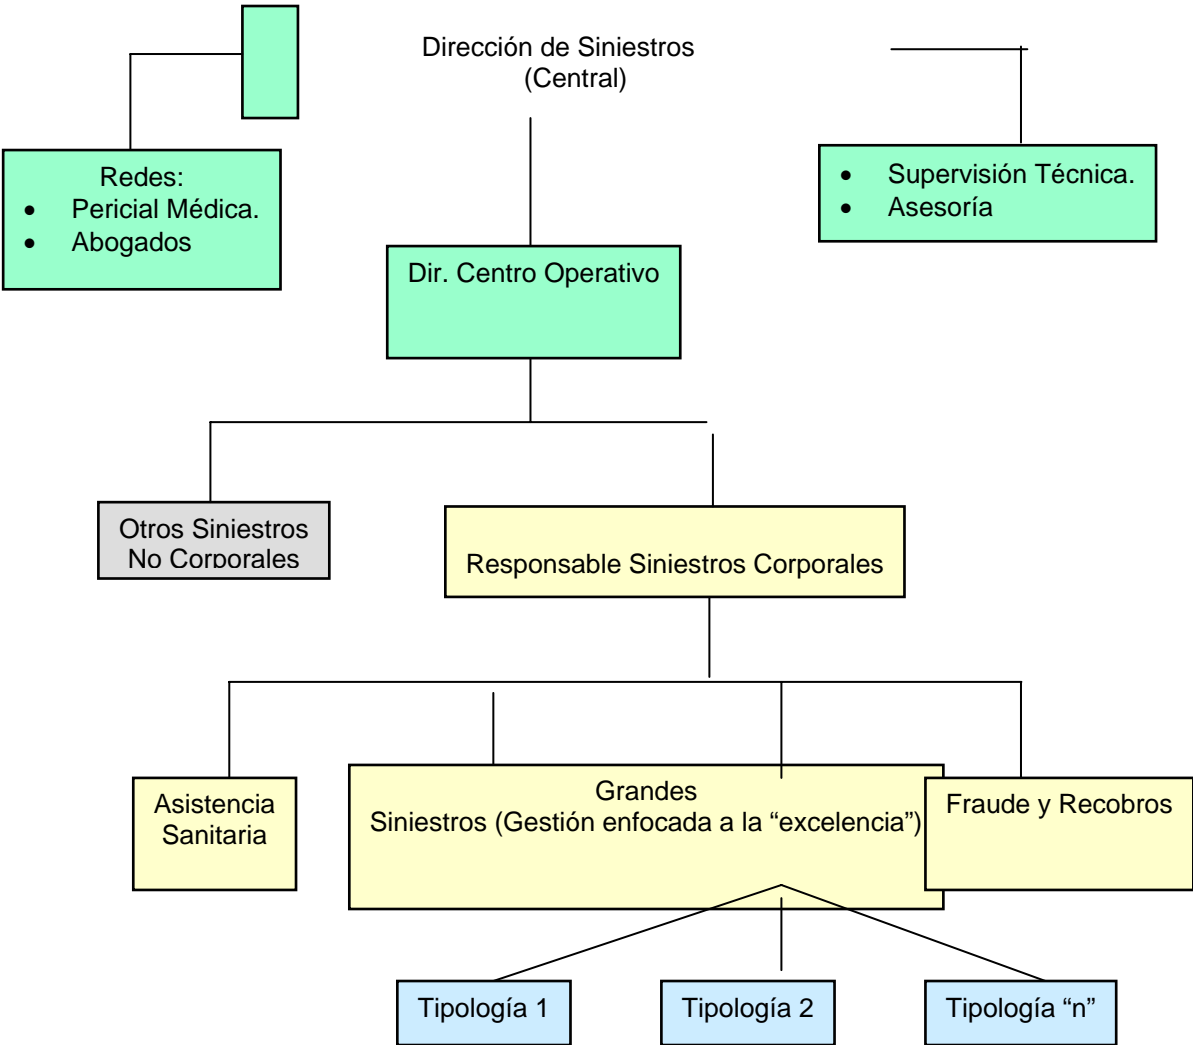 Dirección de Siniestros
(Central)
Redes:
• Pericial Médica.
• Abogados
• Supervisión Técnica.
• Asesoría
Dir. Centro Operativo
Otros Siniestros
No Corporales
Responsable Siniestros Corporales
Asistencia
Sanitaria
Grandes
Siniestros (Gestión enfocada a la “excelencia”)
Fraude y Recobros
Tipología 1
Tipología 2
Tipología “n”